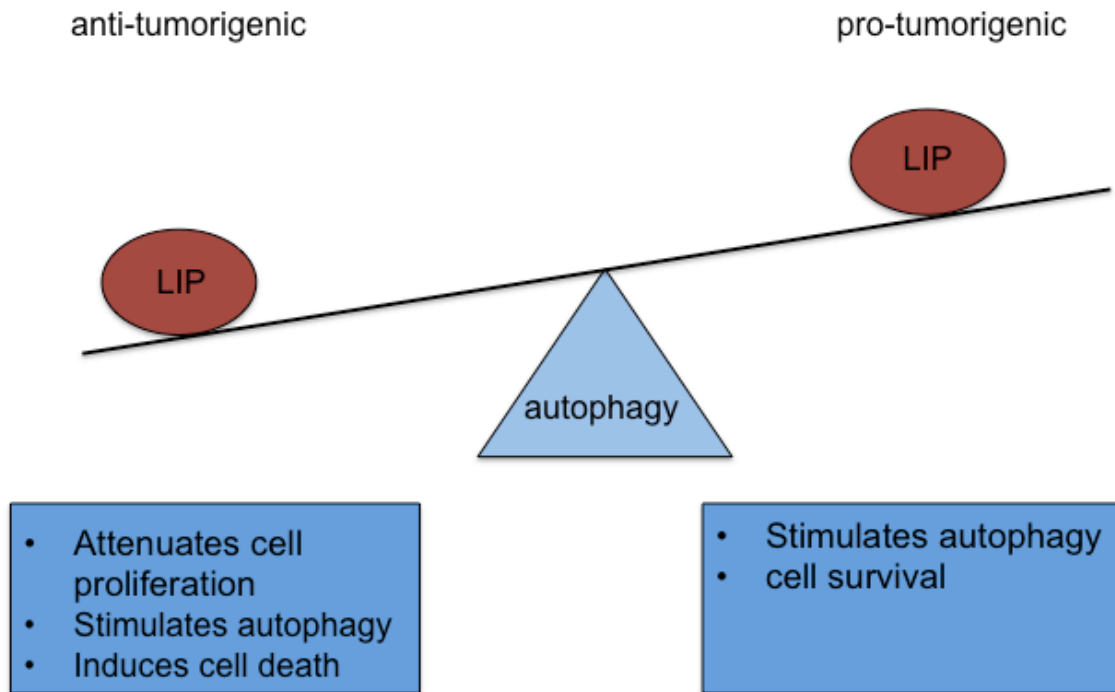 anti-tumorigenic
pro-tumorigenic
LIP
LIP
autophagy
• Attenuates cell
proliferation
• Stimulates autophagy
• Induces cell death
• Stimulates autophagy
• cell survival